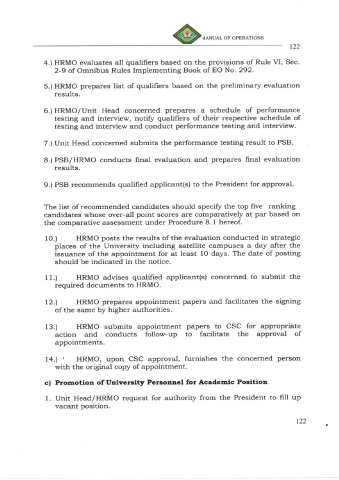 MANUAL OF OPERATIONS
122
4.) HRMO evaluates all qualifiers based on the provisions of Rule VI, Sec.
2-9 of Omnibus Rules Implementing Book of EO No. 292.
5.) HRMO prepares list of qualifiers based on the preliminary evaluation
results.
6.) HRMO/Unit Head concerned prepares a schedule of performance
testing and interview, notify qualifiers of their respective schedule of
testing and interview and conduct performance testing and interview.
7.) Unit Head concerned submits the performance testing result to PSB.
8.) PSB/HRMO conducts final evaluation and prepares final evaluation
results.
9.) PSB recommends qualified applicant(s) to the President for approval.
The list of recommended candidates should specify the top five ranking
candidates whose over-all point scores are comparatively at par based on
the comparative assessment under Procedure 8.1 hereof.
10.) HRMO posts the results of the evaluation conducted in strategic
places of the University including satellite campuses a day after the
issuance of the appointment for at least 10 days. The date of posting
should be indicated in the notice.
11.) HRMO advises qualified applicant(s) concerned to submit the
required documents to HRMO.
12.) HRMO prepares appointment papers and facilitates the signing
of the same by higher authorities.
13.) HRMO submits appointment papers to CSC for appropriate
action and conducts follow-up to facilitate the approval of
appointments.
14.) HRMO, upon CSC approval, furnishes the concerned person
with the original copy of appointment.
c) Promotion of University Personnel for Academic Position
1. Unit Head/HRMO request for authority from the President to fill up
vacant position.
122